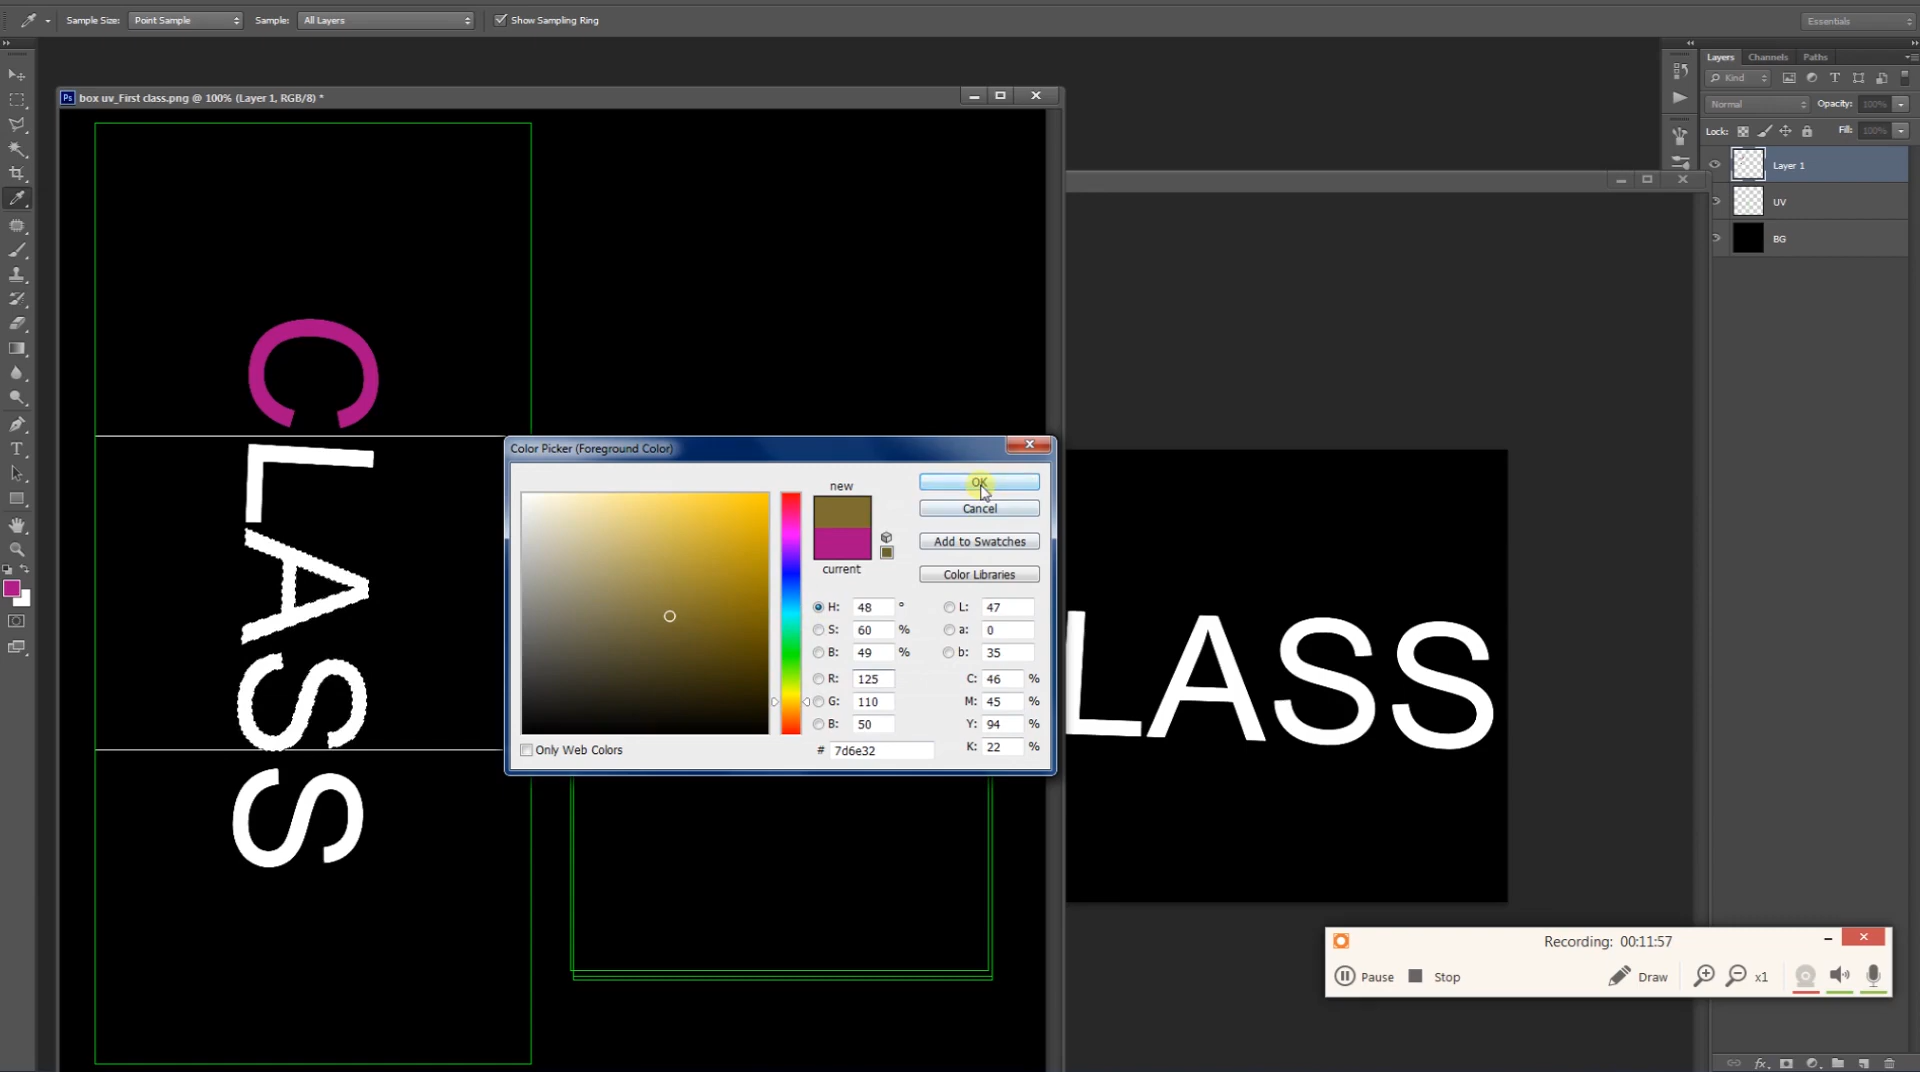 Sample Size: Point Sample Sample: All Layers Show Sampling Ring Essentials
Ps box uv_First class.png @ 100% (Layer 1, RGB/8) *
Layers Channels Paths
Kind
Normal Opacity: 100%
Lock: Fill: 100%
Layer 1
UV
BG
CLASS
Color Picker (Foreground Color)
new
current
OK
Cancel
Add to Swatches
Color Libraries
H: 48 °
S: 60 %
B: 49 %
R: 125
G: 110
B: 50
# 7d6e32
L: 47
a: 0
b: 35
C: 46 %
M: 45 %
Y: 94 %
K: 22 %
Only Web Colors
LASS
Recording: 00:11:57
Pause Stop Draw x1
T
fx